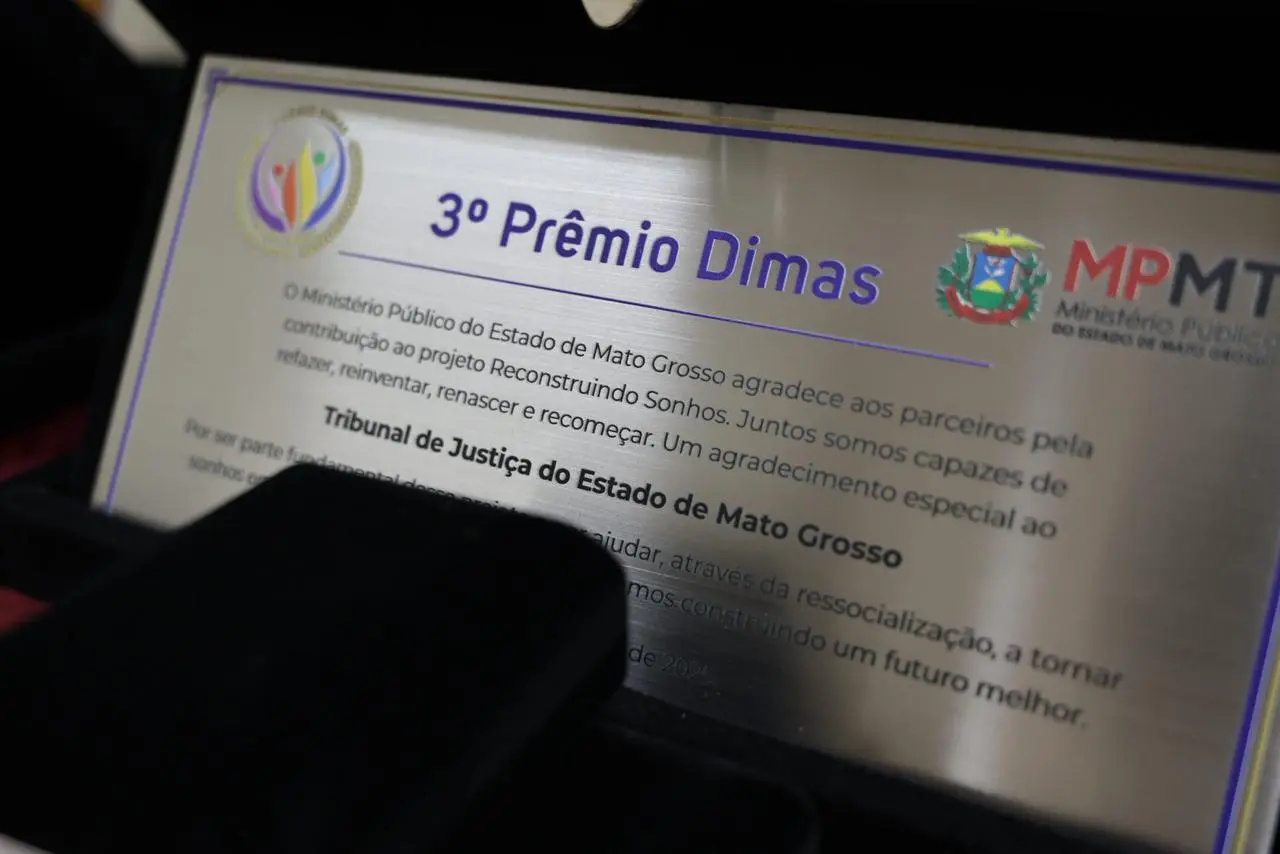 3º Prêmio Dimas
MPMT
Ministério Público
DO ESTADO DE MATO GROSSO
O Ministério Público do Estado de Mato Grosso agradece aos parceiros pela
contribuição ao projeto Reconstruindo Sonhos. Juntos somos capazes de
refazer, reinventar, renascer e recomeçar. Um agradecimento especial ao
Tribunal de Justiça do Estado de Mato Grosso
Por ser parte fundamental ajudar, através da ressocialização, a tornar
sonhos construindo um futuro melhor.
de